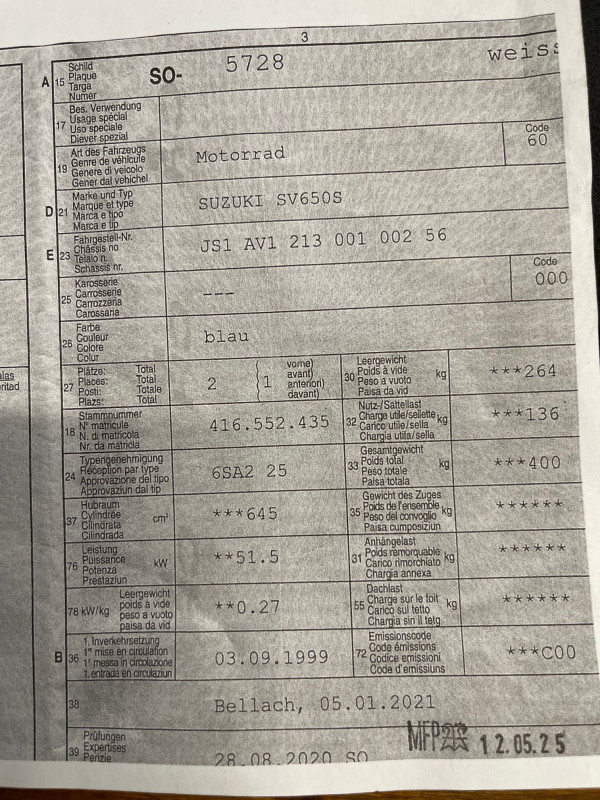 3
A 15 Schild
Plaque
Targa
Numer
SO- 5728 weiss
17 Bes. Verwendung
Usage spécial
Uso speciale
Diever spezial
19 Art des Fahrzeugs
Genre de véhicule
Genere di veicolo
Gener dal vehichel
Motorrad
Code
60
D 21 Marke und Typ
Marque et type
Marca e tipo
Marca e tip
SUZUKI SV650S
E 23 Fahrgestell-Nr.
Châssis no
Telaio n.
Schassis nr.
JS1 AV1 213 001 002 56
25 Karosserie
Carrosserie
Carrozzeria
Carossaria
---
Code
000
26 Farbe
Couleur
Colore
Colur
blau
27 Plätze: Total
Places: Total
Posti: Totale
Plazs: Total
2 ( 1 vorne)
avant)
anteriori)
davant)
30 Leergewicht
Poids à vide
Peso a vuoto
Paisa da vid
kg
***264
18 Stammnummer
N° matricule
N. di matricola
Nr. da matricla
416.552.435
32 Nutz-/Sattellast
Charge utile/sellette
Carico utile/sella
Chargia utila/sella
kg
***136
24 Typengenehmigung
Réception par type
Approvazione del tipo
Approvaziun dal tip
6SA2 25
33 Gesamtgewicht
Poids total
Peso totale
Paisa totala
kg
***400
37 Hubraum
Cylindrée
Cilindrata
Cilindrada
cm³
***645
35 Gewicht des Zuges
Poids de l'ensemble
Peso del convoglio
Paisa cumposiziun
kg
******
76 Leistung
Puissance
Potenza
Prestaziun
kW
**51.5
31 Anhängelast
Poids remorquable
Carico rimorchiato
Chargia annexa
kg
******
78 kW/kg Leergewicht
poids à vide
peso a vuoto
paisa da vid
**0.27
55 Dachlast
Charge sur le toit
Carico sul tetto
Chargia sin il tetg
kg
******
B 36 1. Inverkehrsetzung
1re mise en circulation
1a messa in circolazione
1. entrada en circulaziun
03.09.1999
72 Emissionscode
Code émissions
Codice emissioni
Code d'emissiuns
***C00
38 Bellach, 05.01.2021
39 Prüfungen
Expertises
Perizie
28.08.2020 SO
MFP 12.05.25